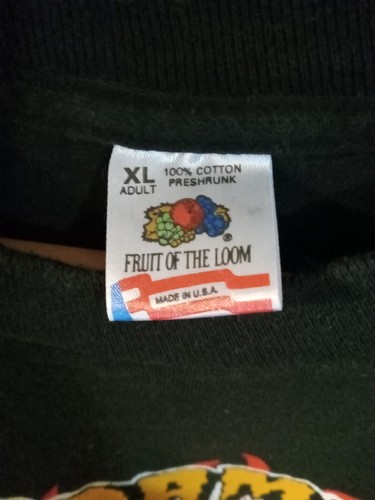 XL 100% COTTON
ADULT PRESHRUNK
®
FRUIT OF THE LOOM
MADE IN U.S.A.